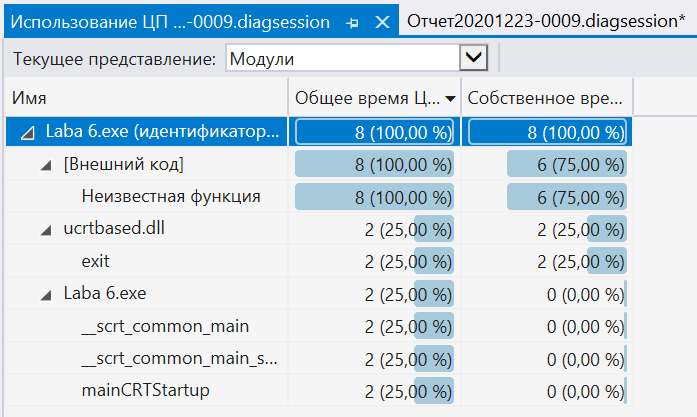 Использование ЦП ...-0009.diagsession Отчет20201223-0009.diagsession*
Текущее представление: Модули
Имя Общее время Ц... Собственное вре...
Laba 6.exe (идентификатор... 8 (100,00 %) 8 (100,00 %)
[Внешний код] 8 (100,00 %) 6 (75,00 %)
Неизвестная функция 8 (100,00 %) 6 (75,00 %)
ucrtbased.dll 2 (25,00 %) 2 (25,00 %)
exit 2 (25,00 %) 2 (25,00 %)
Laba 6.exe 2 (25,00 %) 0 (0,00 %)
__scrt_common_main 2 (25,00 %) 0 (0,00 %)
__scrt_common_main_s... 2 (25,00 %) 0 (0,00 %)
mainCRTStartup 2 (25,00 %) 0 (0,00 %)